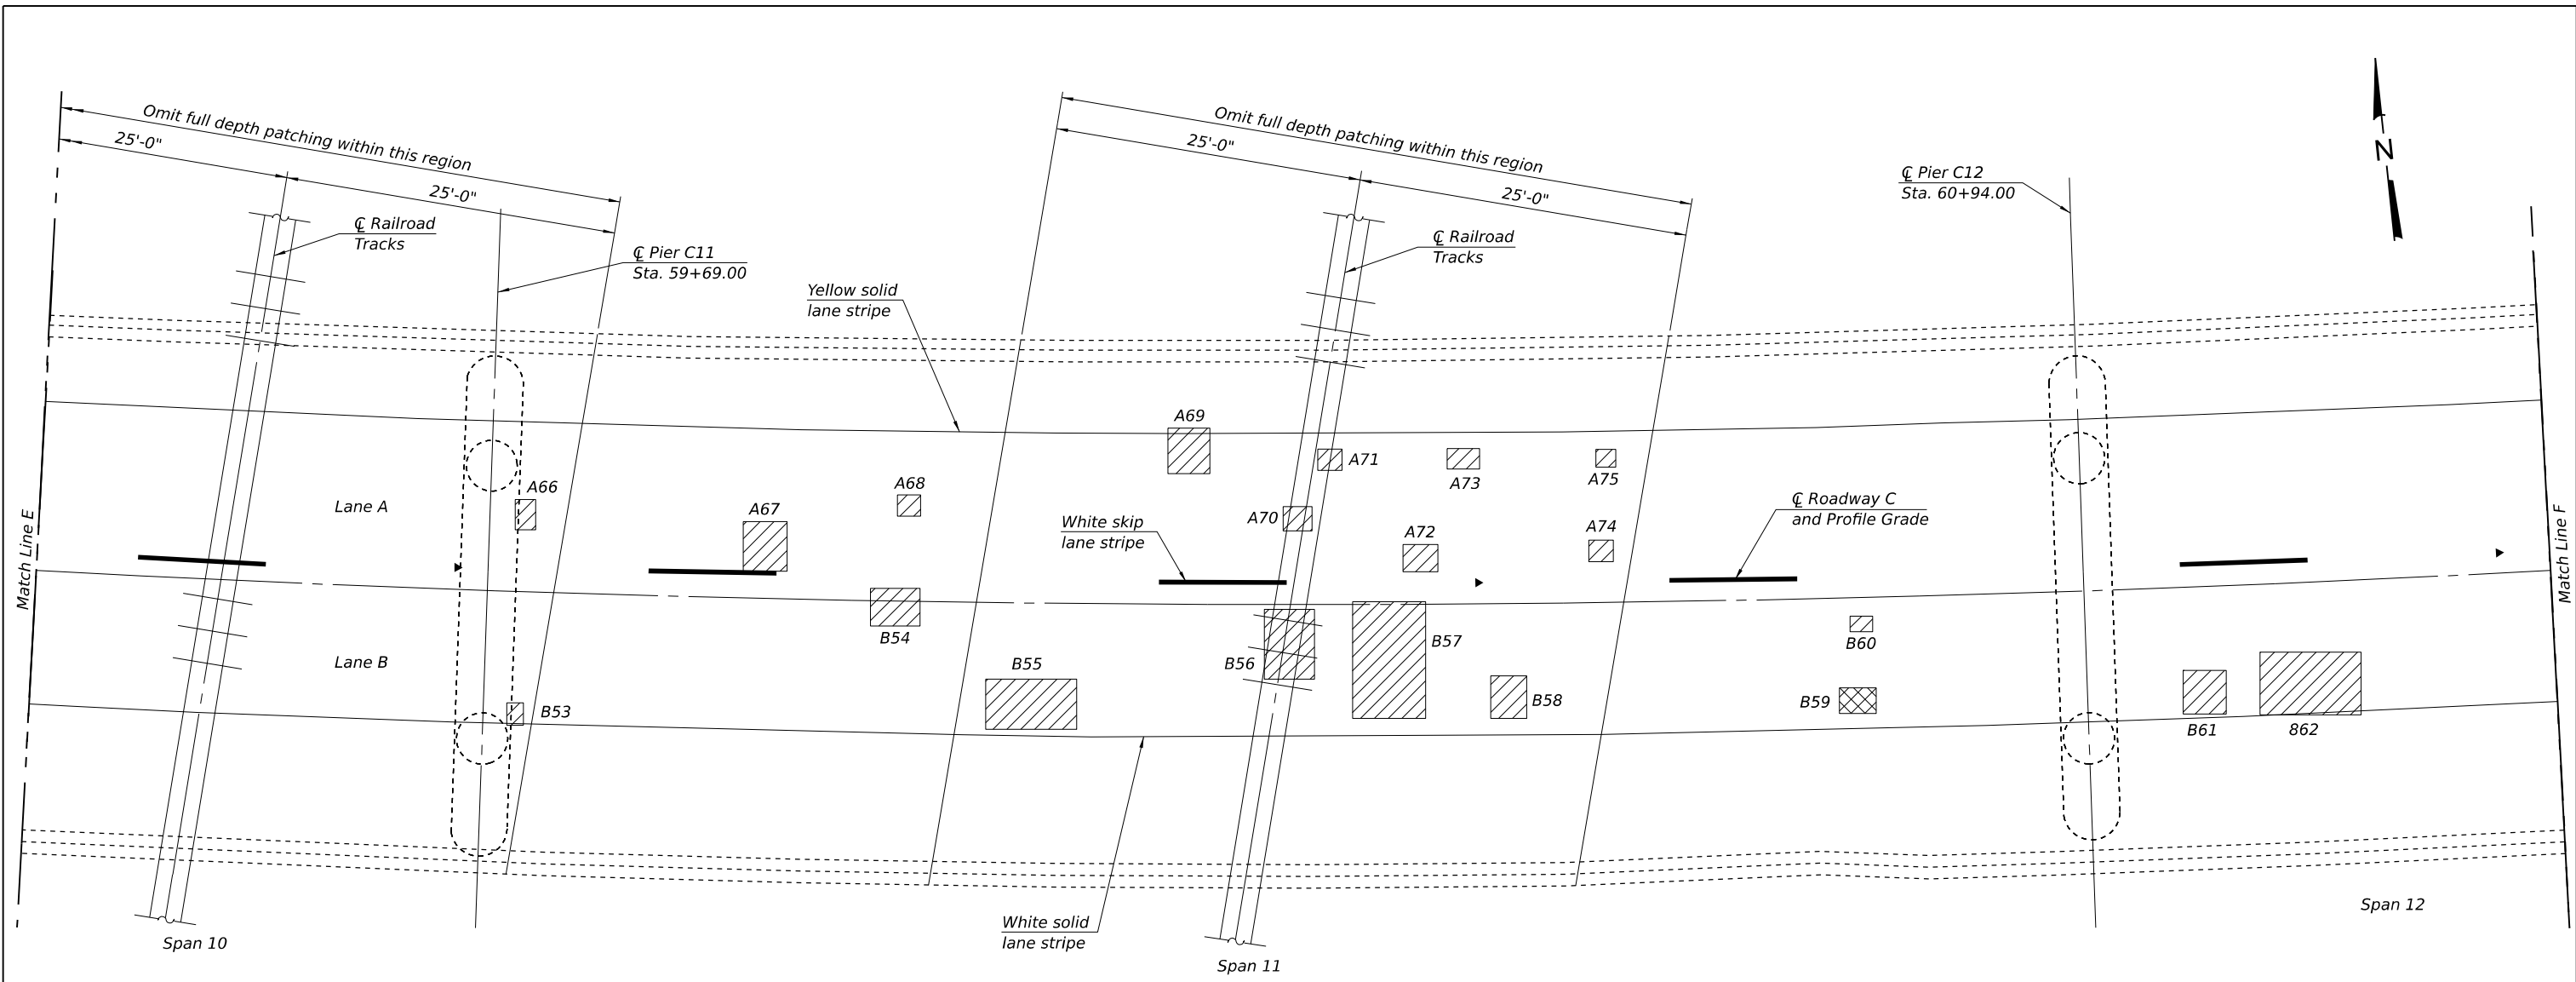 Omit full depth patching within this region
25'-0"
25'-0"
℄ Railroad
Tracks
℄ Pier C11
Sta. 59+69.00
Yellow solid
lane stripe
Omit full depth patching within this region
25'-0"
25'-0"
℄ Railroad
Tracks
℄ Pier C12
Sta. 60+94.00
N
Match Line E
Lane A
Lane B
A66
B53
A67
A68
B54
A69
A71
A70
A73
A75
A72
A74
White skip
lane stripe
℄ Roadway C
and Profile Grade
B55
B56
B57
B58
B60
B59
B61
862
Match Line F
White solid
lane stripe
Span 10
Span 11
Span 12